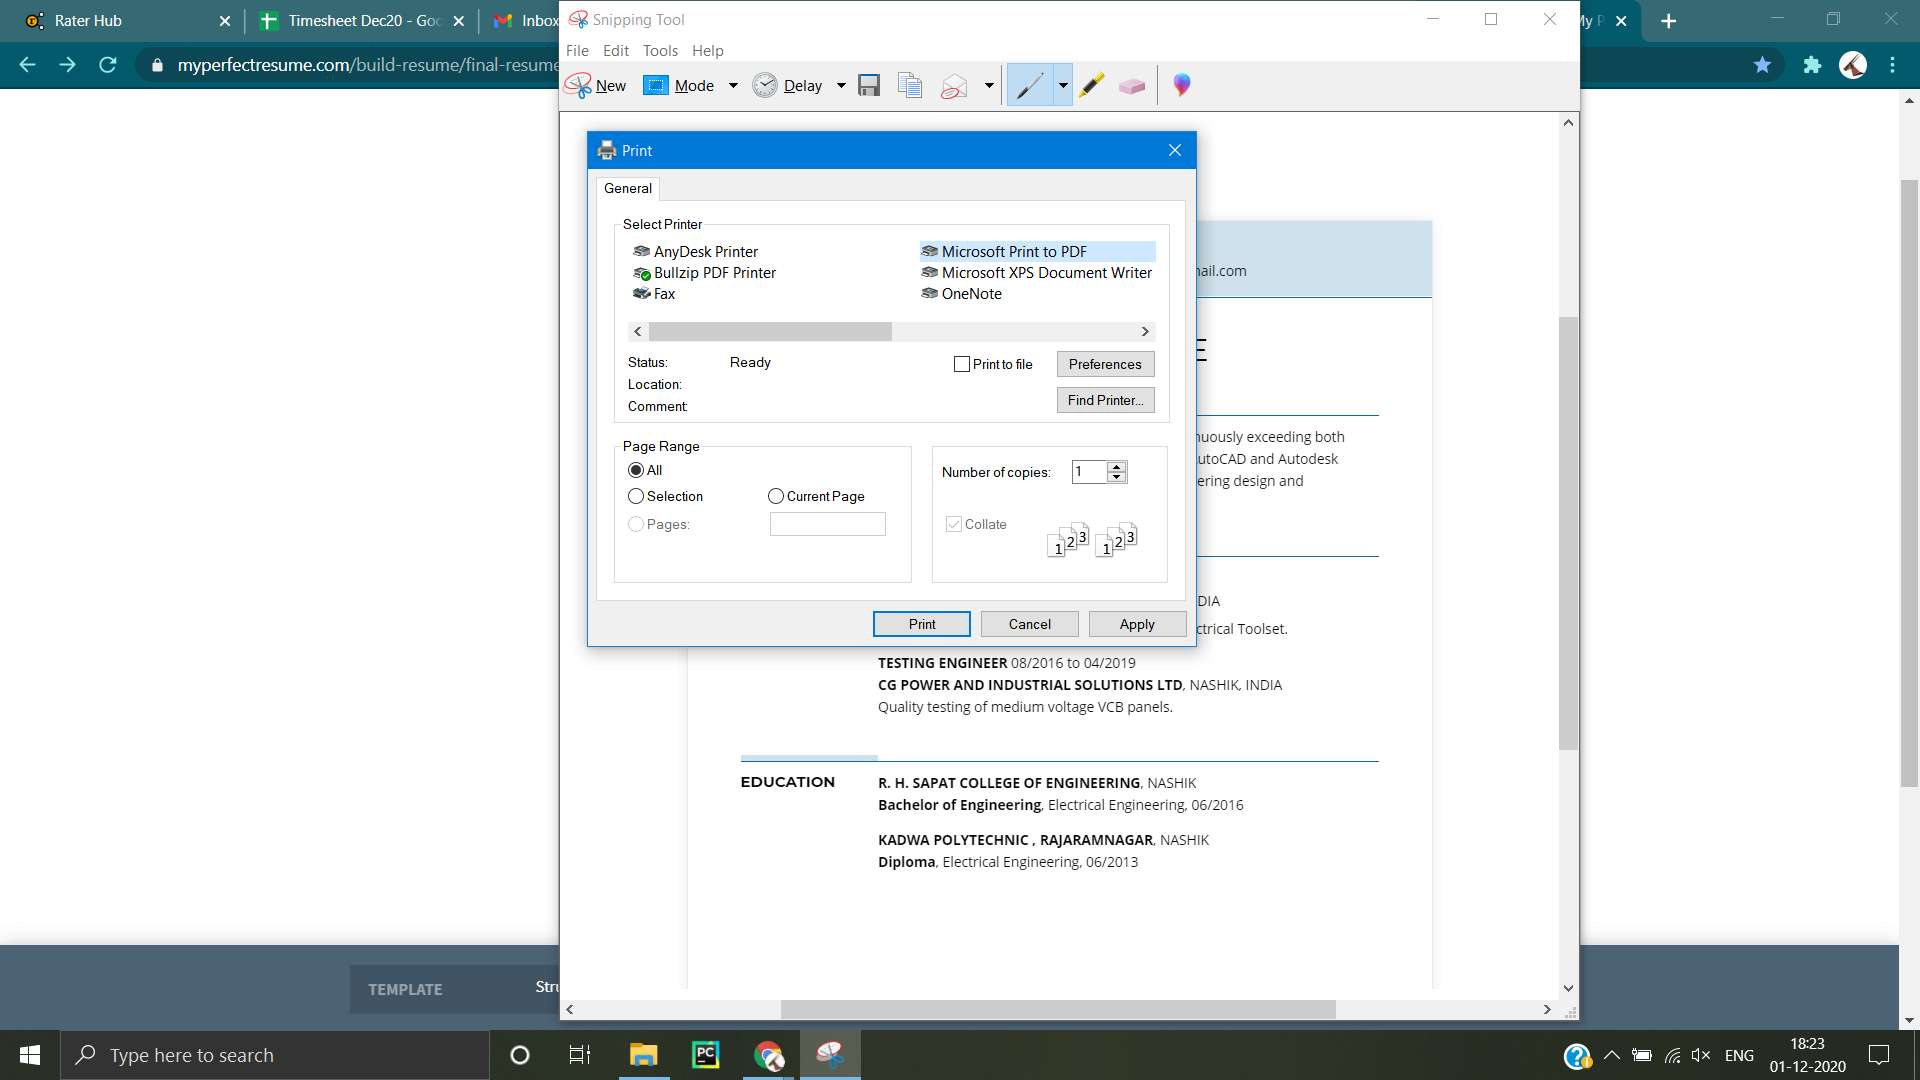 Rater Hub
Timesheet Dec20 - Goo
Inbox
Snipping Tool
My P
myperfectresume.com/build-resume/final-resume
File Edit Tools Help
New Mode Delay
Print
General
Select Printer
AnyDesk Printer
Microsoft Print to PDF
Bullzip PDF Printer
Microsoft XPS Document Writer
Fax
OneNote
Status: Ready
Print to file
Preferences
Location:
Comment:
Find Printer...
Page Range
All
Selection
Current Page
Pages:
Number of copies: 1
Collate
1 2 3 1 2 3
Print
Cancel
Apply
ail.com
E
nuously exceeding both
utoCAD and Autodesk
ering design and
DIA
ctrical Toolset.
TESTING ENGINEER 08/2016 to 04/2019
CG POWER AND INDUSTRIAL SOLUTIONS LTD, NASHIK, INDIA
Quality testing of medium voltage VCB panels.
EDUCATION
R. H. SAPAT COLLEGE OF ENGINEERING, NASHIK
Bachelor of Engineering, Electrical Engineering, 06/2016
KADWA POLYTECHNIC , RAJARAMNAGAR, NASHIK
Diploma, Electrical Engineering, 06/2013
TEMPLATE
Stru
Type here to search
PC
ENG
18:23
01-12-2020